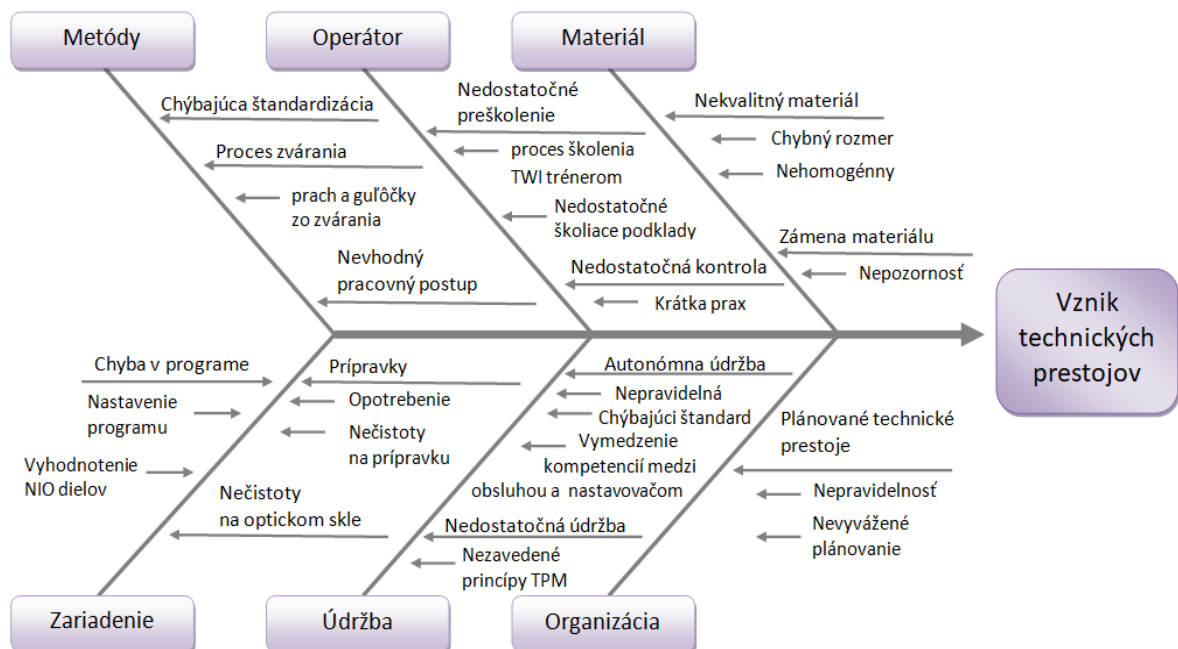 Metódy
Operátor
Materiál
Chýbajúca štandardizácia
Proces zvárania
prach a guľôčky
zo zvárania
Nevhodný
pracovný postup
Nedostatočné
preškolenie
proces školenia
TWI trénerom
Nedostatočné
školiace podklady
Nedostatočná kontrola
Krátka prax
Nekvalitný materiál
Chybný rozmer
Nehomogénny
Zámena materiálu
Nepozornosť
Vznik
technických
prestojov
Chyba v programe
Nastavenie
programu
Vyhodnotenie
NIO dielov
Prípravky
Opotrebenie
Nečistoty
na prípravku
Nečistoty
na optickom skle
Autonómna údržba
Nepravidelná
Chýbajúci štandard
Vymedzenie
kompetencií medzi
obsluhou a nastavovačom
Nedostatočná údržba
Nezavedené
princípy TPM
Plánované technické
prestoje
Nepravidelnosť
Nevyvážené
plánovanie
Zariadenie
Údržba
Organizácia